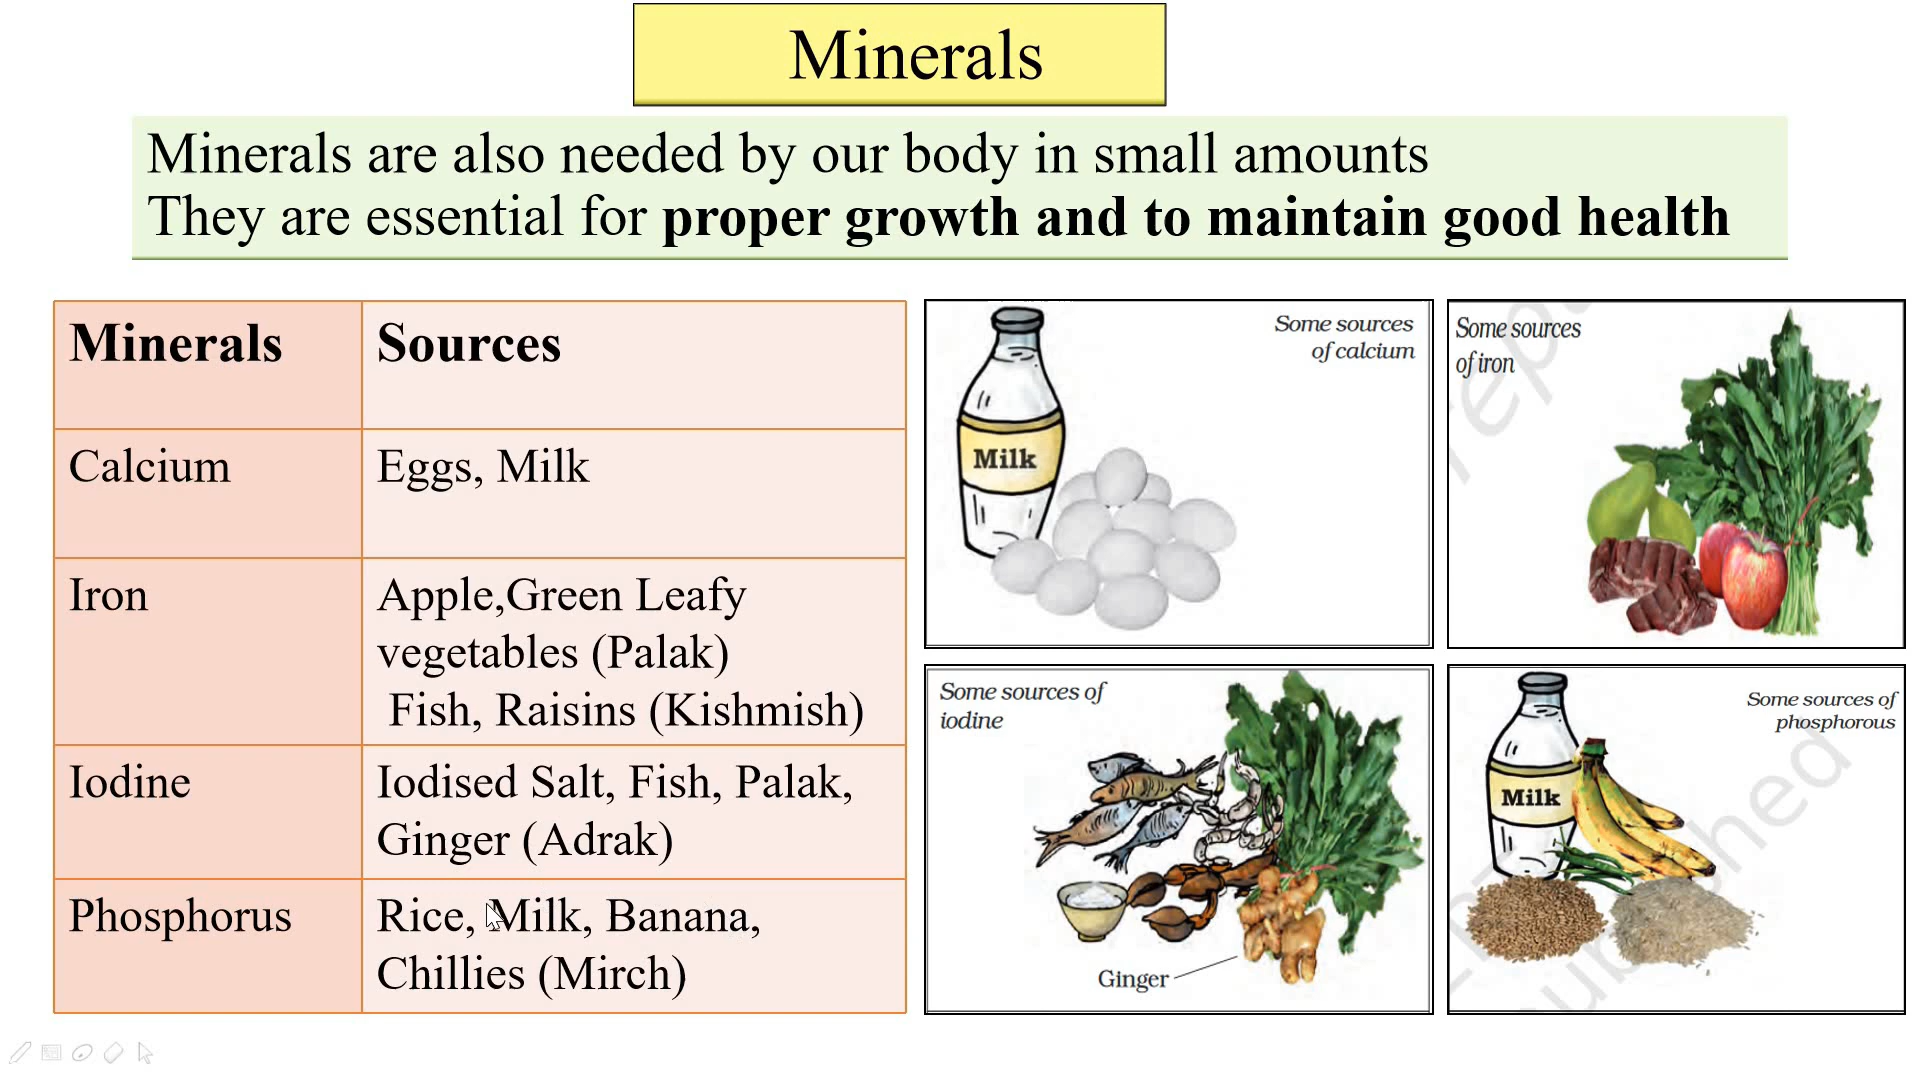 Minerals
Minerals are also needed by our body in small amounts
They are essential for proper growth and to maintain good health
Minerals
Sources
Calcium
Eggs, Milk
Iron
Apple,Green Leafy
vegetables (Palak)
Fish, Raisins (Kishmish)
Iodine
Iodised Salt, Fish, Palak,
Ginger (Adrak)
Phosphorus
Rice, Milk, Banana,
Chillies (Mirch)
Some sources
of calcium
Milk
Some sources
of iron
Some sources of
iodine
Ginger
Some sources of
phosphorous
Milk